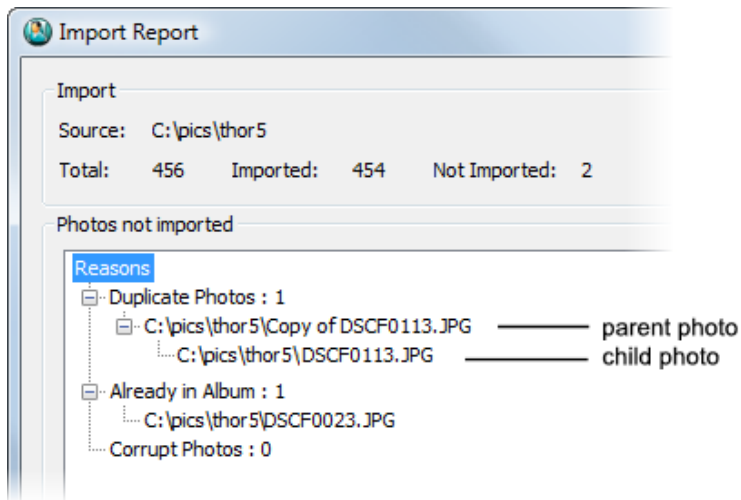 Import Report
Import
Source: C:\pics\thor5
Total: 456 Imported: 454 Not Imported: 2
Photos not imported
Reasons
Duplicate Photos : 1
C:\pics\thor5\Copy of DSCF0113.JPG parent photo
C:\pics\thor5\DSCF0113.JPG child photo
Already in Album : 1
C:\pics\thor5\DSCF0023.JPG
Corrupt Photos : 0